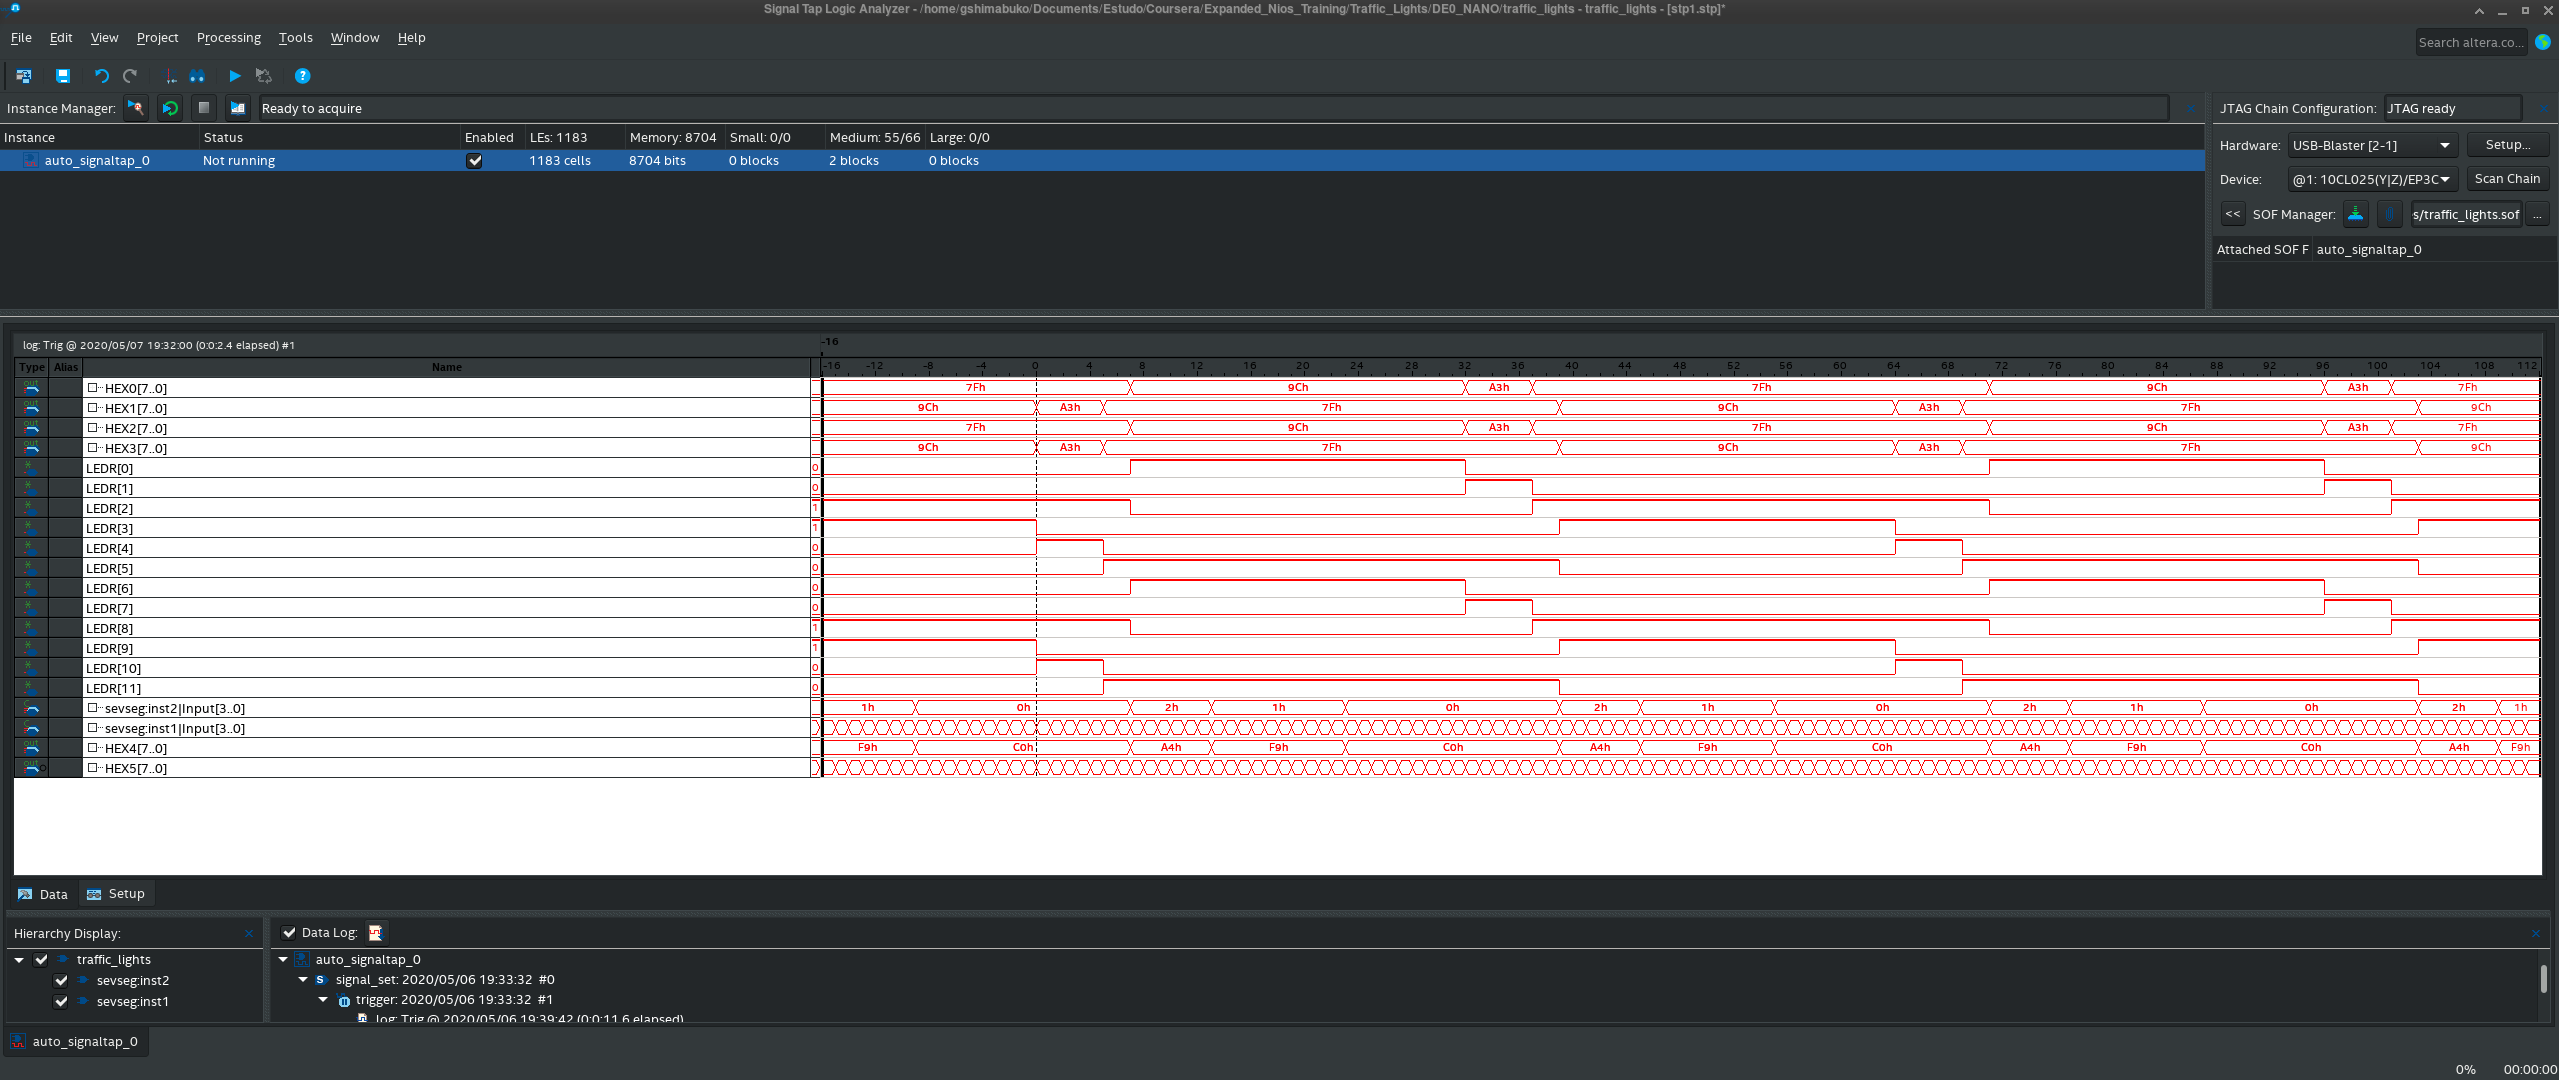 Signal Tap Logic Analyzer - /home/gshimabuko/Documents/Estudo/Coursera/Expanded_Nios_Training/Traffic_Lights/DE0_NANO/traffic_lights - traffic_lights - [stp1.stp]*
File Edit View Project Processing Tools Window Help
Search altera.co...
Instance Manager: Ready to acquire
JTAG Chain Configuration: JTAG ready
Instance Status Enabled LEs: 1183 Memory: 8704 Small: 0/0 Medium: 55/66 Large: 0/0
auto_signaltap_0 Not running 1183 cells 8704 bits 0 blocks 2 blocks 0 blocks
Hardware: USB-Blaster [2-1] Setup...
Device: @1: 10CL025(Y|Z)/EP3C Scan Chain
<< SOF Manager: s/traffic_lights.sof ...
Attached SOF F auto_signaltap_0
log: Trig @ 2020/05/07 19:32:00 (0:0:2.4 elapsed) #1
-16
Type Alias Name -16 -12 -8 -4 0 4 8 12 16 20 24 28 32 36 40 44 48 52 56 60 64 68 72 76 80 84 88 92 96 100 104 108 112
out HEX0[7..0] 7Fh 9Ch A3h 7Fh 9Ch A3h 7Fh
out HEX1[7..0] 9Ch A3h 7Fh 9Ch A3h 7Fh 9Ch
out HEX2[7..0] 7Fh 9Ch A3h 7Fh 9Ch A3h 7Fh
out HEX3[7..0] 9Ch A3h 7Fh 9Ch A3h 7Fh 9Ch
* LEDR[0] 0
* LEDR[1] 0
* LEDR[2] 1
* LEDR[3] 1
* LEDR[4] 0
* LEDR[5] 0
* LEDR[6] 0
* LEDR[7] 0
* LEDR[8] 1
* LEDR[9] 1
* LEDR[10] 0
* LEDR[11] 0
sevseg:inst2|Input[3..0] 1h 0h 2h 1h 0h 2h 1h 0h 2h 1h 0h 2h 1h
sevseg:inst1|Input[3..0]
out HEX4[7..0] F9h C0h A4h F9h C0h A4h F9h C0h A4h F9h C0h A4h F9h
out HEX5[7..0]
Data Setup
Hierarchy Display:
traffic_lights
sevseg:inst2
sevseg:inst1
Data Log:
auto_signaltap_0
signal_set: 2020/05/06 19:33:32 #0
trigger: 2020/05/06 19:33:32 #1
log: Trig @ 2020/05/06 19:39:42 (0:0:11.6 elapsed)
auto_signaltap_0
0% 00:00:00